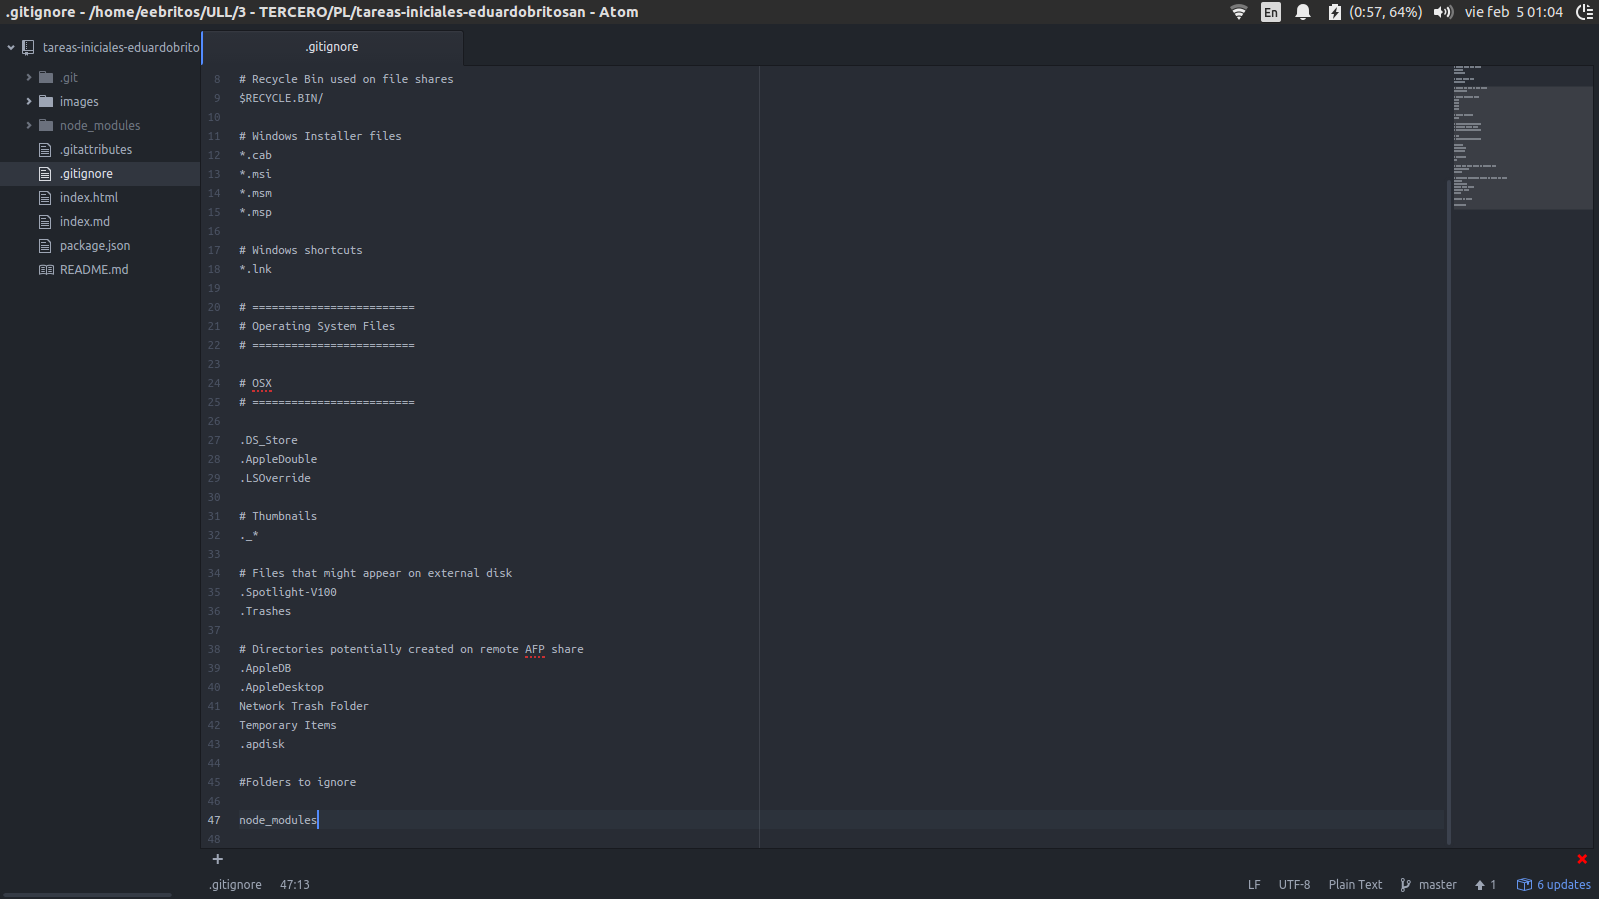 .gitignore - /home/eebritos/ULL/3 - TERCERO/PL/tareas-iniciales-eduardobritosan - Atom
En (0:57, 64%) vie feb 5 01:04
tareas-iniciales-eduardobrito
.git
images
node_modules
.gitattributes
.gitignore
index.html
index.md
package.json
README.md
.gitignore
8 # Recycle Bin used on file shares
9 $RECYCLE.BIN/
10
11 # Windows Installer files
12 *.cab
13 *.msi
14 *.msm
15 *.msp
16
17 # Windows shortcuts
18 *.lnk
19
20 # =========================
21 # Operating System Files
22 # =========================
23
24 # OSX
25 # =========================
26
27 .DS_Store
28 .AppleDouble
29 .LSOverride
30
31 # Thumbnails
32 ._*
33
34 # Files that might appear on external disk
35 .Spotlight-V100
36 .Trashes
37
38 # Directories potentially created on remote AFP share
39 .AppleDB
40 .AppleDesktop
41 Network Trash Folder
42 Temporary Items
43 .apdisk
44
45 #Folders to ignore
46
47 node_modules
48
+
.gitignore 47:13 LF UTF-8 Plain Text master 1 6 updates